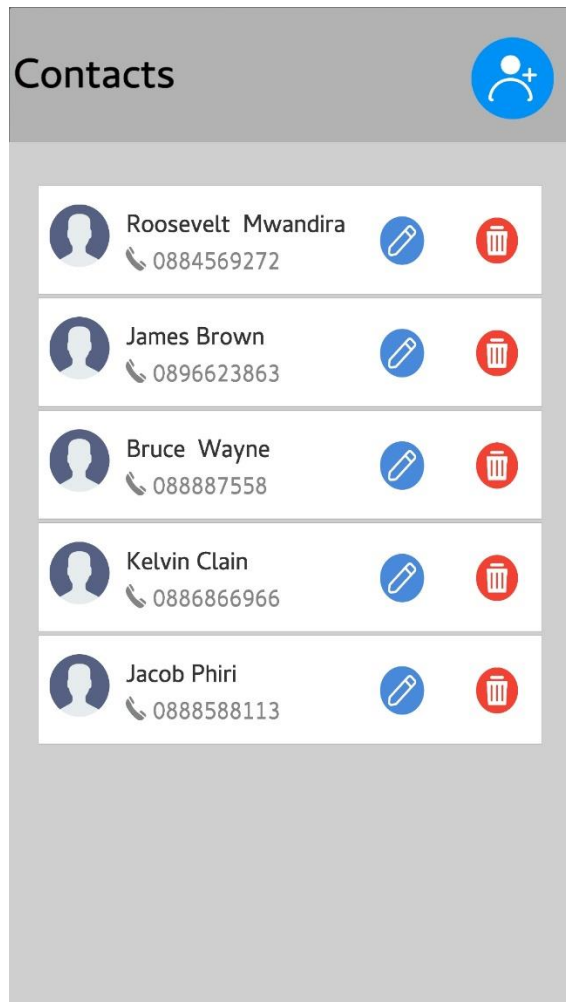 Contacts
Roosevelt  Mwandira
0884569272
James Brown
0896623863
Bruce  Wayne
088887558
Kelvin Clain
0886866966
Jacob Phiri
0888588113